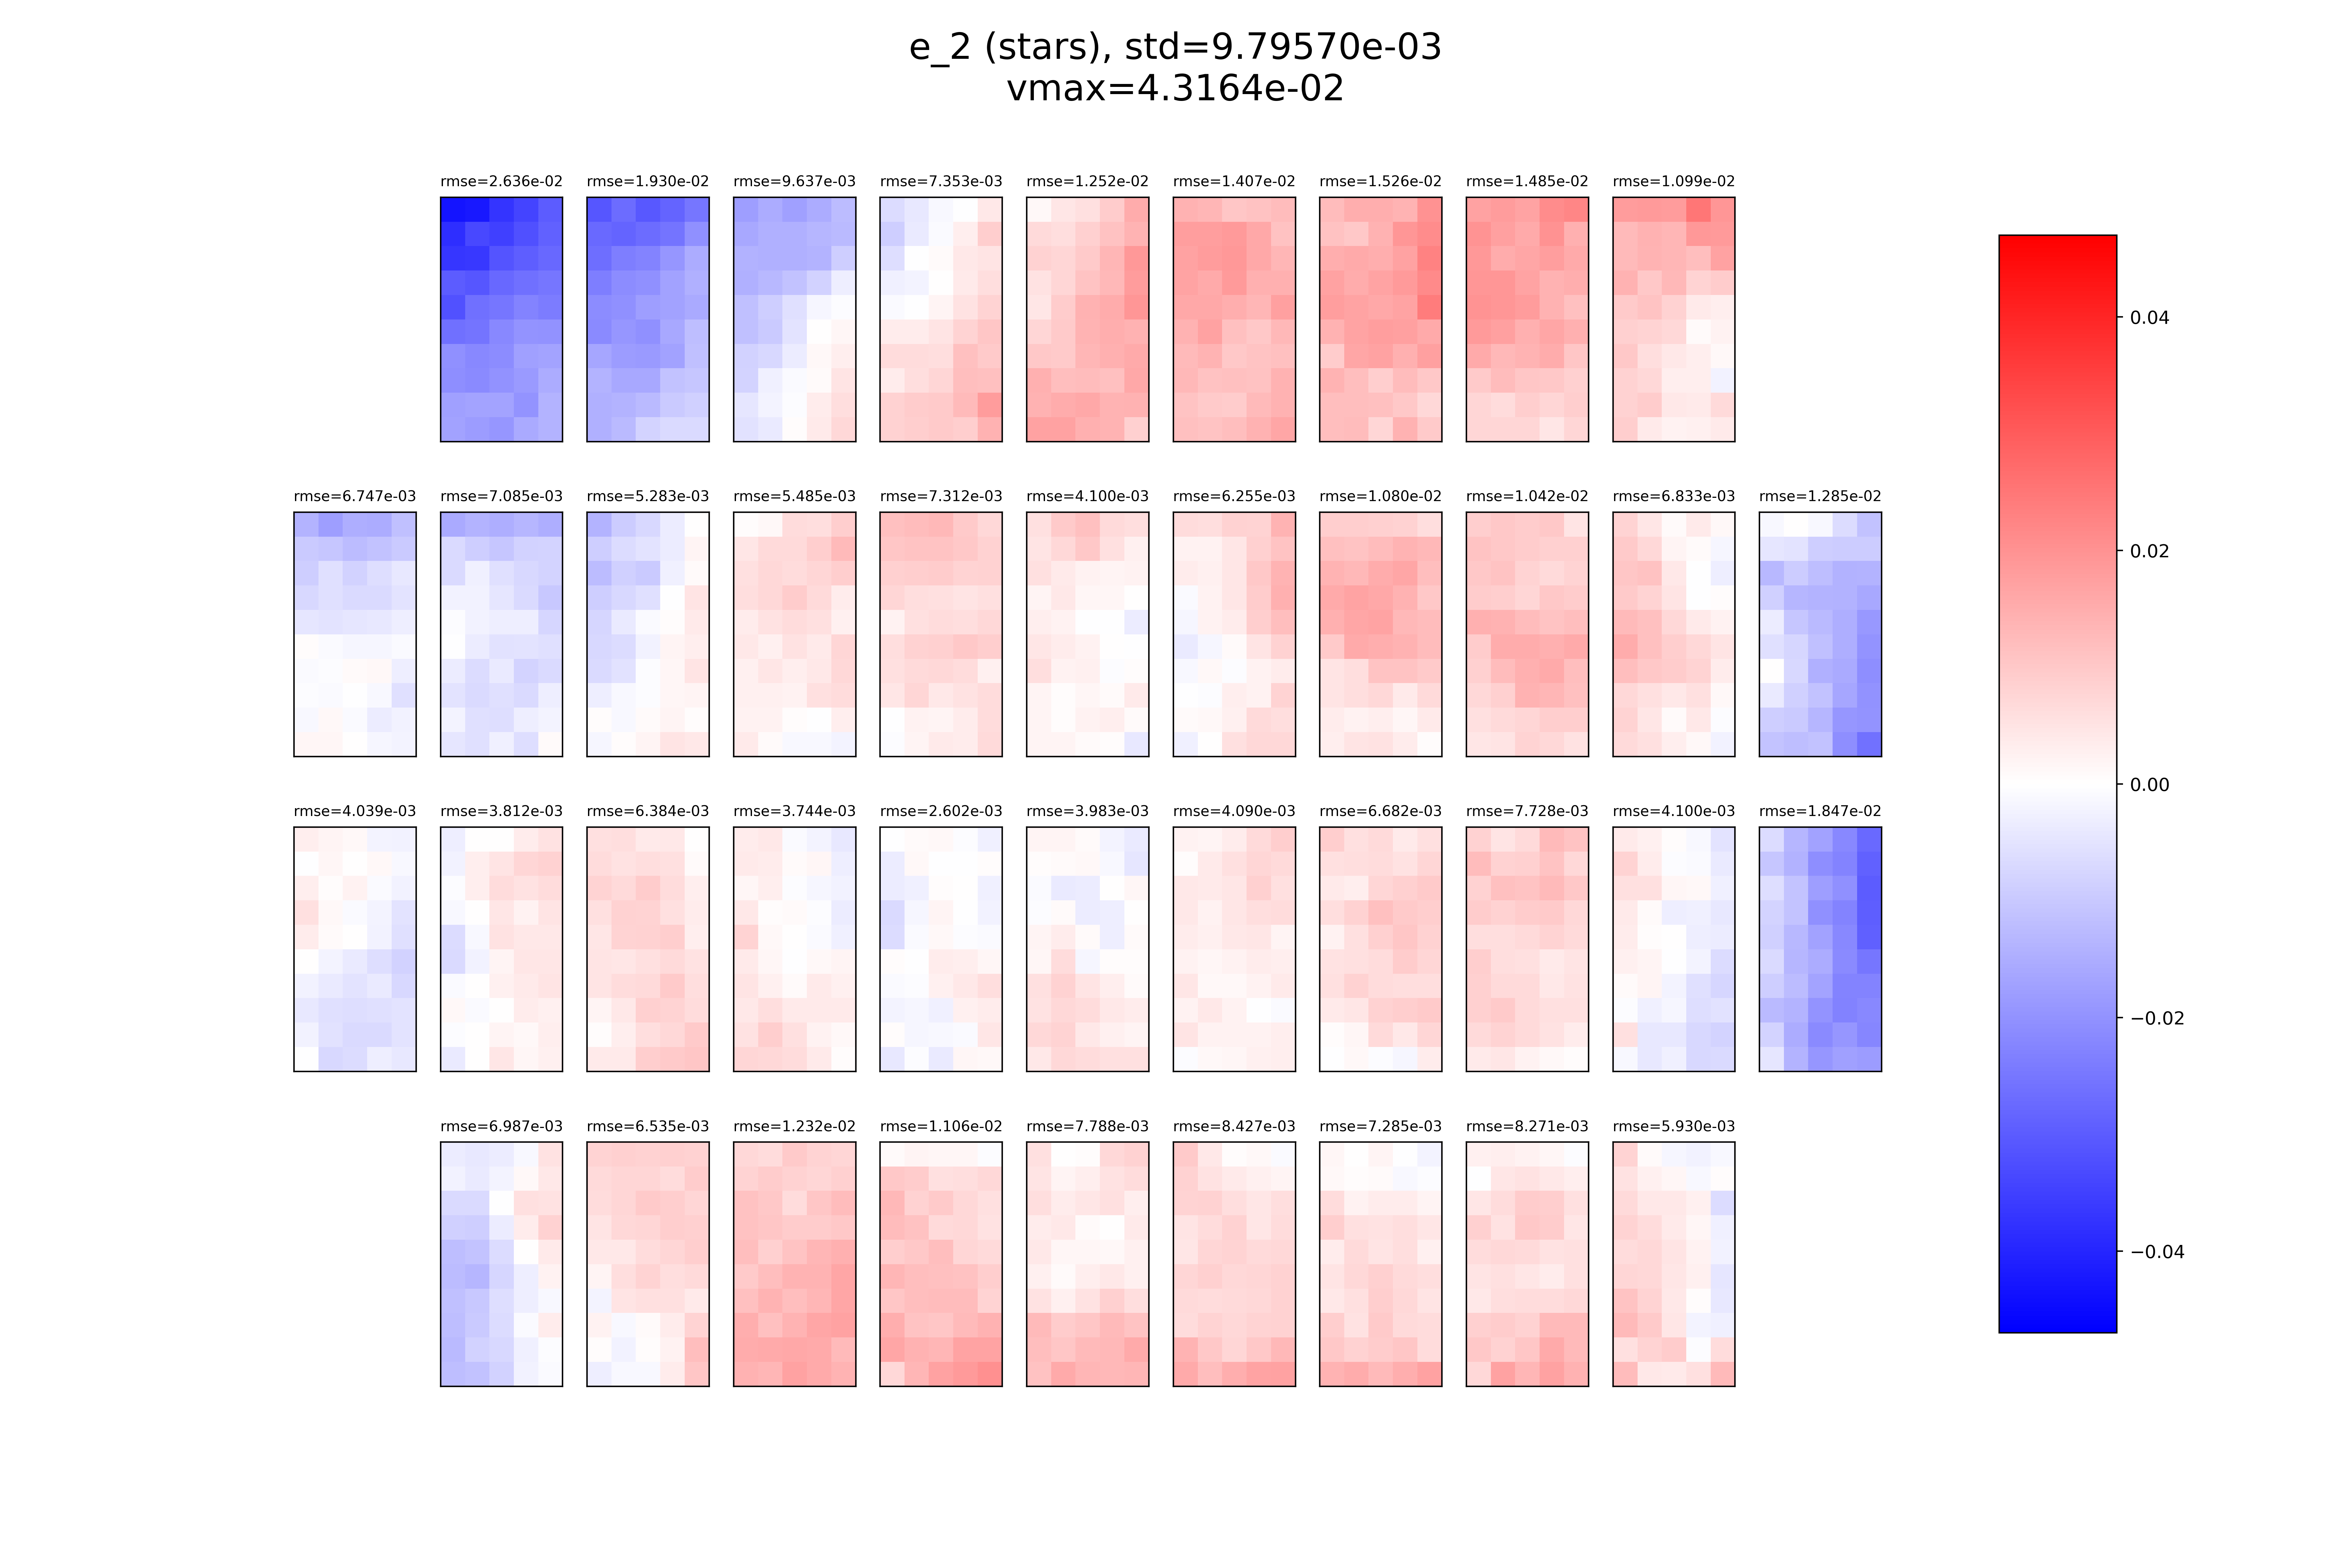 e_2 (stars), std=9.79570e-03
vmax=4.3164e-02
rmse=2.636e-02 rmse=1.930e-02 rmse=9.637e-03 rmse=7.353e-03 rmse=1.252e-02 rmse=1.407e-02 rmse=1.526e-02 rmse=1.485e-02 rmse=1.099e-02
0.04
rmse=6.747e-03 rmse=7.085e-03 rmse=5.283e-03 rmse=5.485e-03 rmse=7.312e-03 rmse=4.100e-03 rmse=6.255e-03 rmse=1.080e-02 rmse=1.042e-02 rmse=6.833e-03 rmse=1.285e-02
0.02
0.00
rmse=4.039e-03 rmse=3.812e-03 rmse=6.384e-03 rmse=3.744e-03 rmse=2.602e-03 rmse=3.983e-03 rmse=4.090e-03 rmse=6.682e-03 rmse=7.728e-03 rmse=4.100e-03 rmse=1.847e-02
−0.02
rmse=6.987e-03 rmse=6.535e-03 rmse=1.232e-02 rmse=1.106e-02 rmse=7.788e-03 rmse=8.427e-03 rmse=7.285e-03 rmse=8.271e-03 rmse=5.930e-03
−0.04